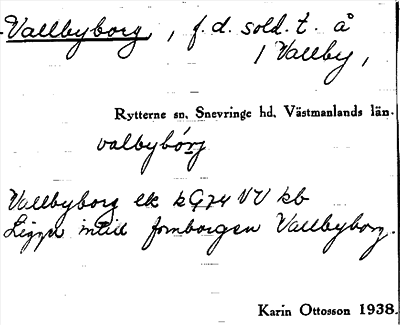 Vallbyborg, f.d. sold. t. å
Vallby,
Rytterne sn, Snevringe hd, Västmanlands län.
valbybórj
Vallbyborg ek kG74 VV kb
Ligger intill fornborgen Vallbyborg.
Karin Ottosson 1938.